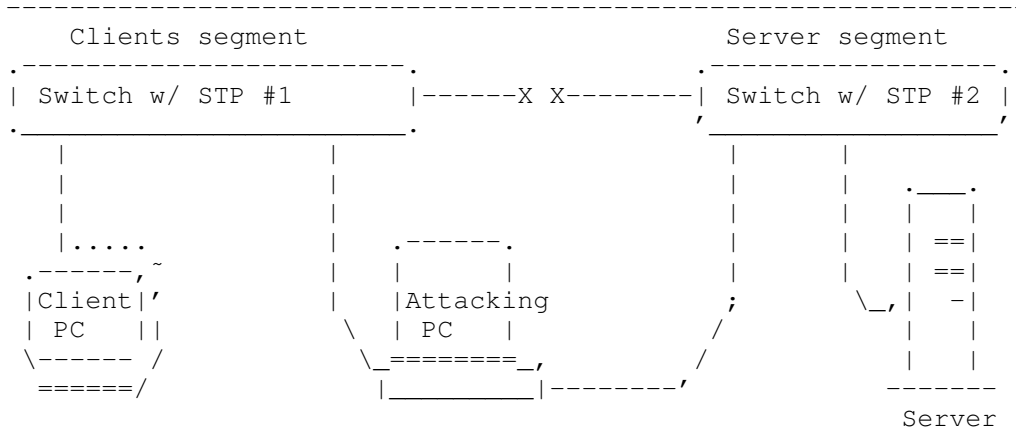 Clients segment Server segment
Switch w/ STP #1 X X Switch w/ STP #2
Client Attacking
PC PC
Server